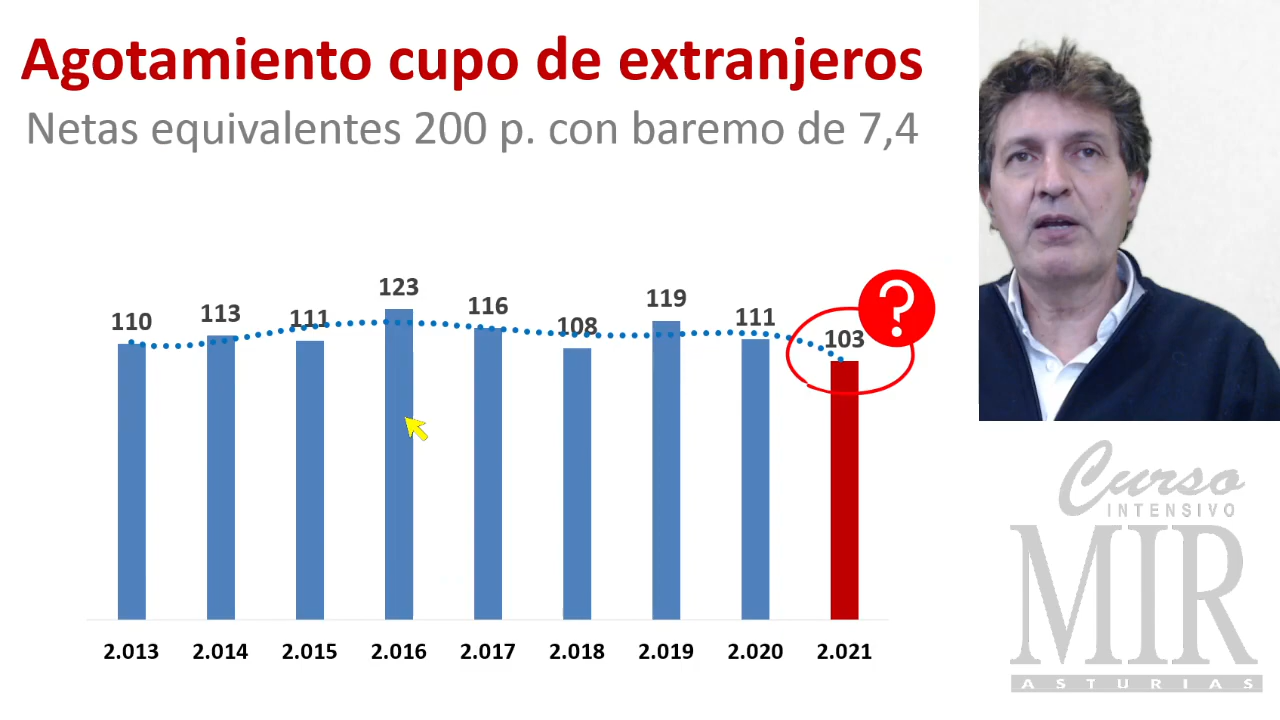 Agotamiento cupo de extranjeros
Netas equivalentes 200 p. con baremo de 7,4
110 113 111 123 116 108 119 111 103 ?
2.013 2.014 2.015 2.016 2.017 2.018 2.019 2.020 2.021
Curso
INTENSIVO
MIR
ASTURIAS